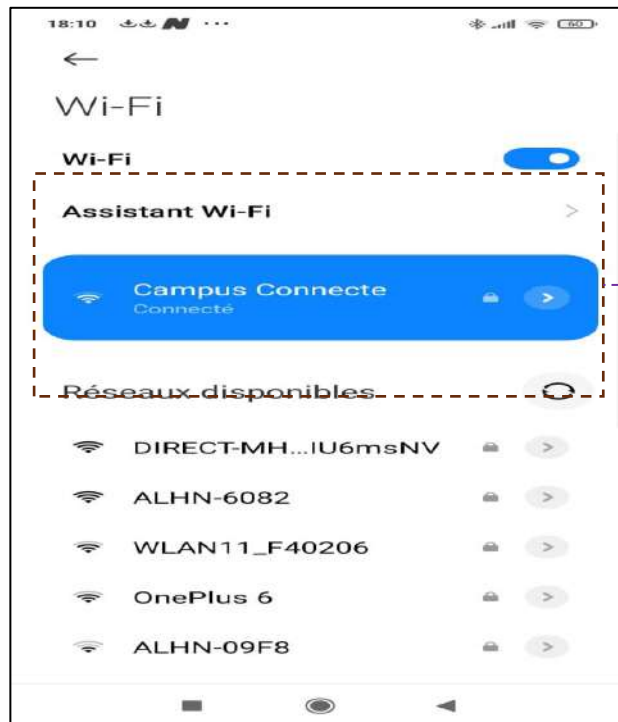 18:10 ... 60
Wi-Fi
Wi-Fi
Assistant Wi-Fi
Campus Connecte
Connecté
Réseaux disponibles
DIRECT-MH...IU6msNV
ALHN-6082
WLAN11_F40206
OnePlus 6
ALHN-09F8